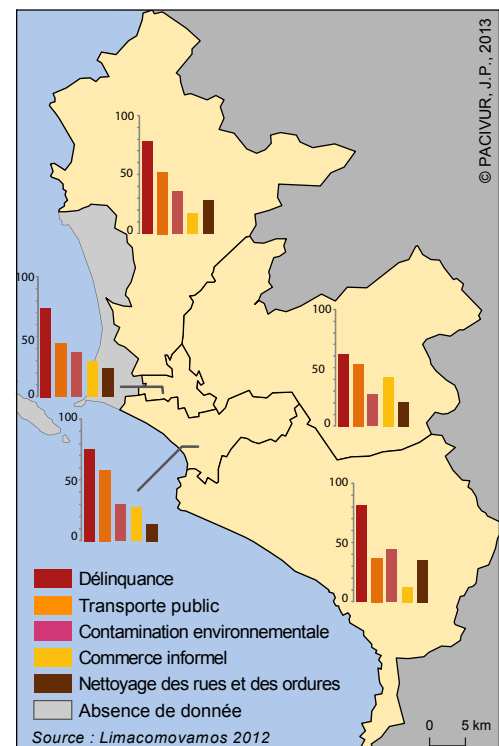 © PACIVUR, J.P., 2013
100
50
0
100
50
0
100
50
0
100
50
0
100
50
0
Délinquance
Transporte public
Contamination environnementale
Commerce informel
Nettoyage des rues et des ordures
Absence de donnée
Source : Limacomovamos 2012
0 5 km